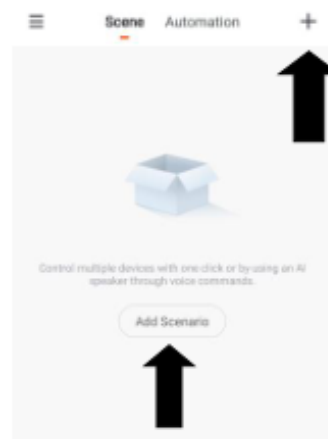 Scene Automation +
Control multiple devices with one click or by using an AI
speaker through voice commands.
Add Scenario